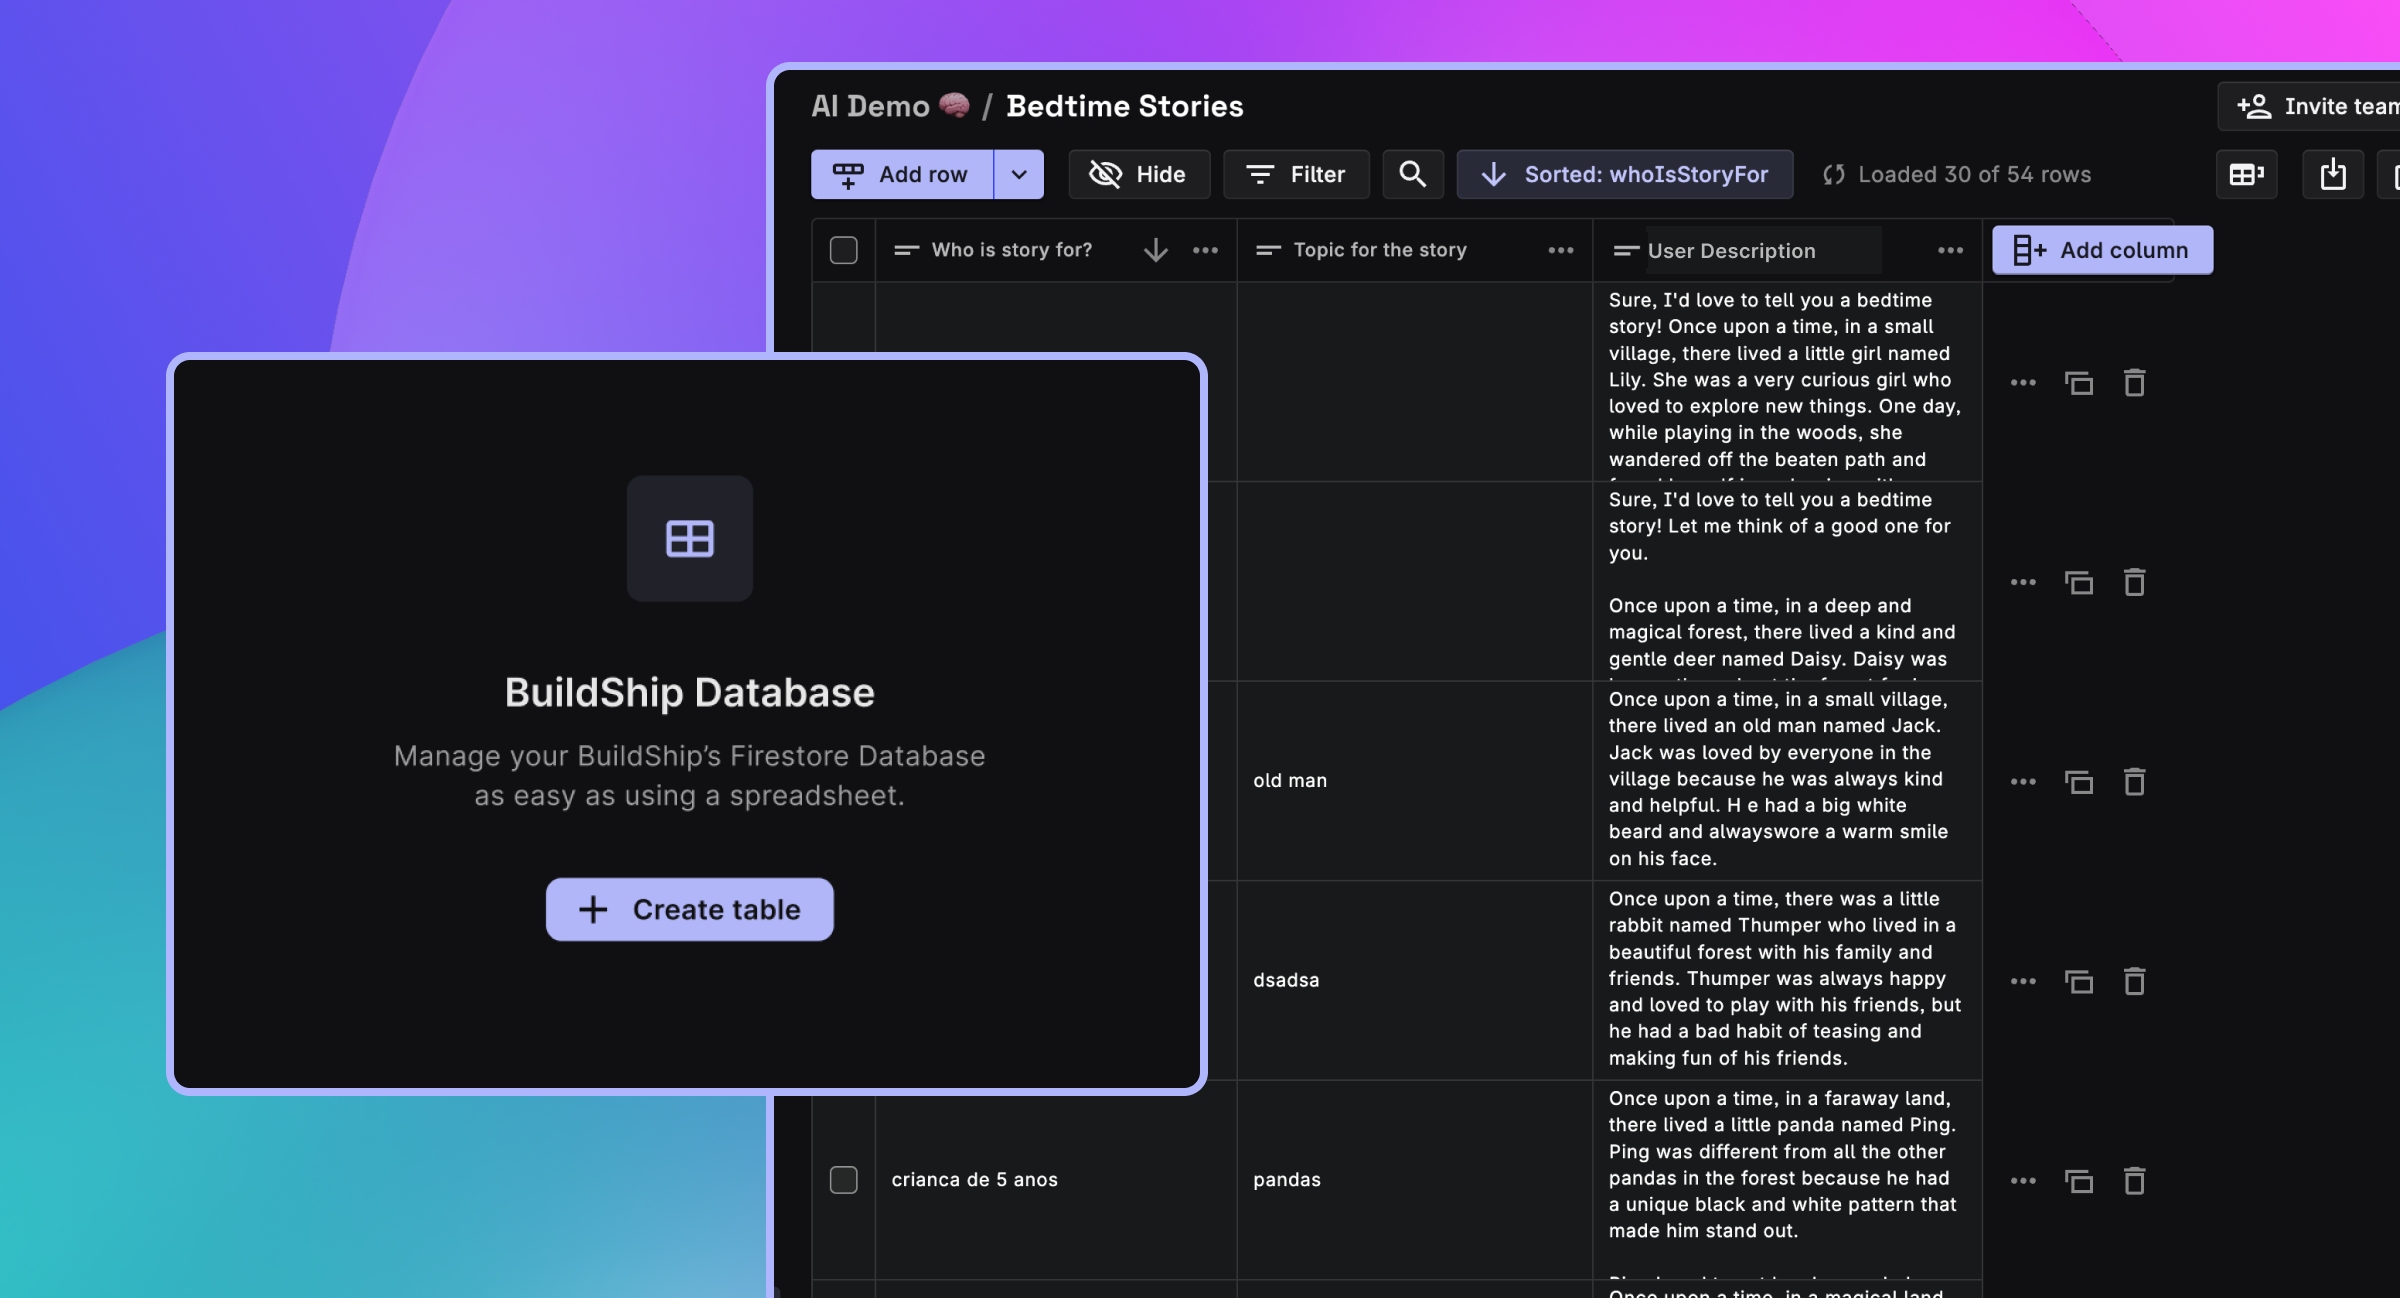 AI Demo 🧠 / Bedtime Stories
Invite team
Add row
Hide
Filter
Sorted: whoIsStoryFor
Loaded 30 of 54 rows
Who is story for?
Topic for the story
User Description
Add column
Sure, I'd love to tell you a bedtime
story! Once upon a time, in a small
village, there lived a little girl named
Lily. She was a very curious girl who
loved to explore new things. One day,
while playing in the woods, she
wandered off the beaten path and
Sure, I'd love to tell you a bedtime
story! Let me think of a good one for
you.
Once upon a time, in a deep and
magical forest, there lived a kind and
gentle deer named Daisy. Daisy was
old man
Once upon a time, in a small village,
there lived an old man named Jack.
Jack was loved by everyone in the
village because he was always kind
and helpful. H e had a big white
beard and alwayswore a warm smile
on his face.
dsadsa
Once upon a time, there was a little
rabbit named Thumper who lived in a
beautiful forest with his family and
friends. Thumper was always happy
and loved to play with his friends, but
he had a bad habit of teasing and
making fun of his friends.
crianca de 5 anos
pandas
Once upon a time, in a faraway land,
there lived a little panda named Ping.
Ping was different from all the other
pandas in the forest because he had
a unique black and white pattern that
made him stand out.
Once upon a time, in a magical land
BuildShip Database
Manage your BuildShip’s Firestore Database
as easy as using a spreadsheet.
Create table